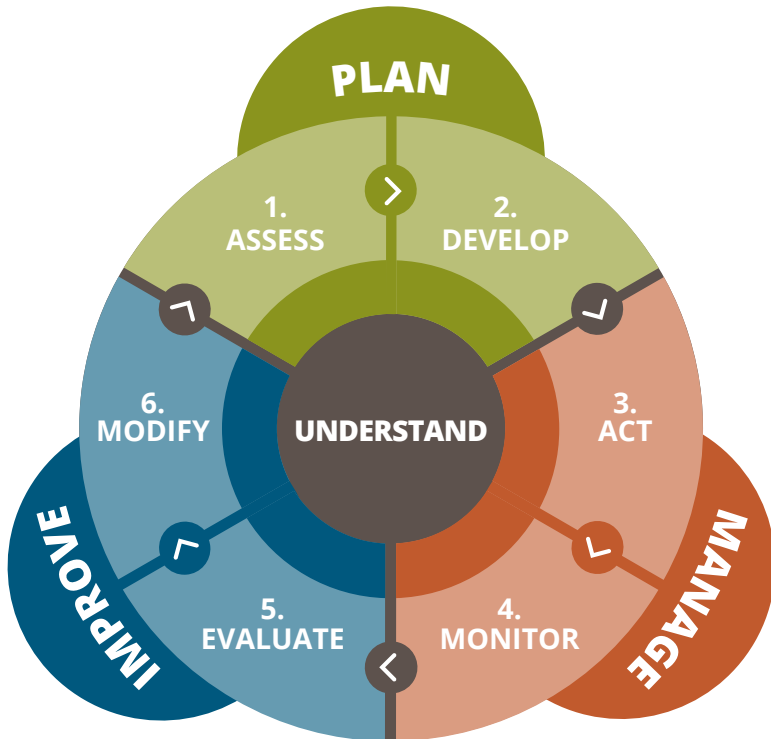 PLAN
1.
ASSESS
2.
DEVELOP
3.
ACT
4.
MONITOR
5.
EVALUATE
6.
MODIFY
UNDERSTAND
MANAGE
IMPROVE